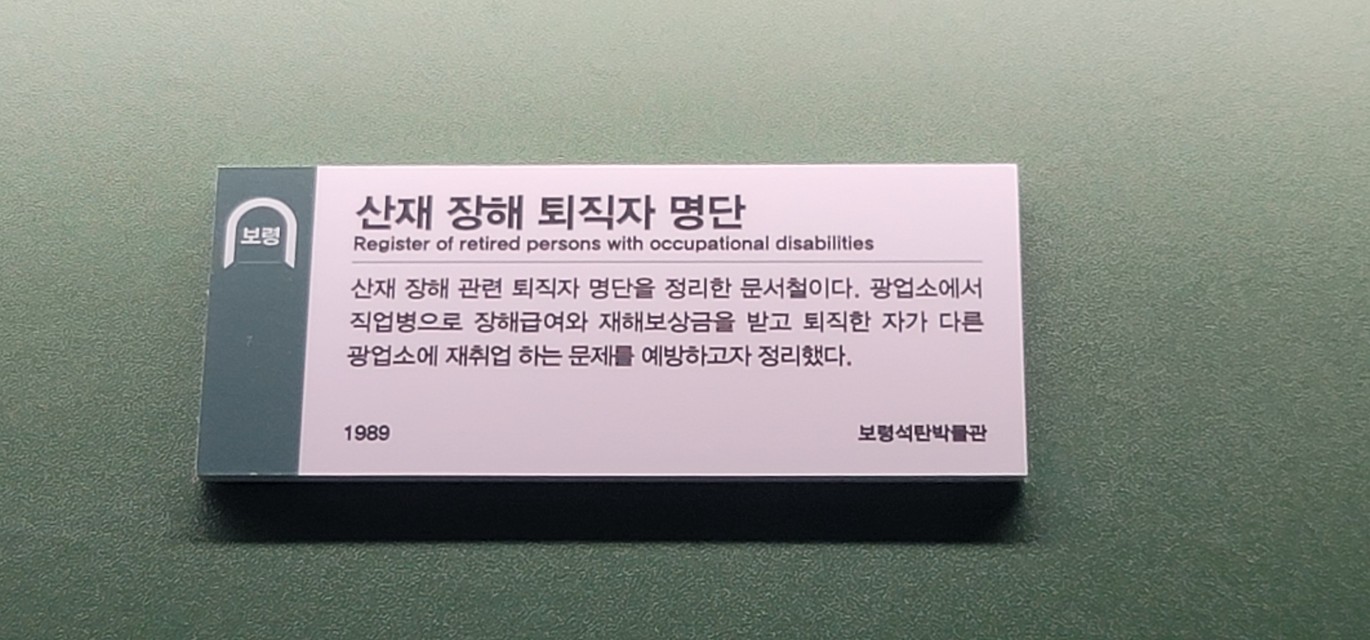 보령
산재 장해 퇴직자 명단
Register of retired persons with occupational disabilities
산재 장해 관련 퇴직자 명단을 정리한 문서철이다. 광업소에서
직업병으로 장해급여와 재해보상금을 받고 퇴직한 자가 다른
광업소에 재취업 하는 문제를 예방하고자 정리했다.
1989
보령석탄박물관